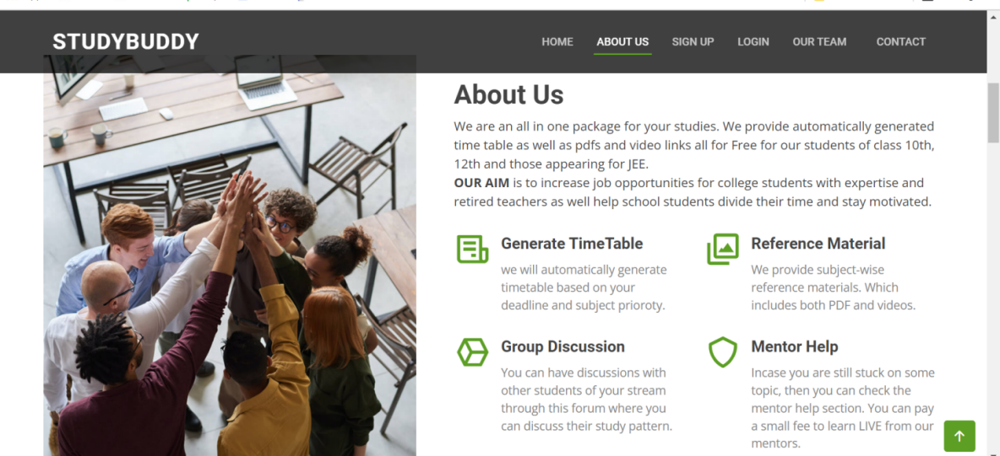 STUDYBUDDY
HOME ABOUT US SIGN UP LOGIN OUR TEAM CONTACT
About Us
We are an all in one package for your studies. We provide automatically generated
time table as well as pdfs and video links all for Free for our students of class 10th,
12th and those appearing for JEE.
OUR AIM is to increase job opportunities for college students with expertise and
retired teachers as well help school students divide their time and stay motivated.
Generate TimeTable
we will automatically generate
timetable based on your
deadline and subject prioroty.
Reference Material
We provide subject-wise
reference materials. Which
includes both PDF and videos.
Group Discussion
You can have discussions with
other students of your stream
through this forum where you
can discuss their study pattern.
Mentor Help
Incase you are still stuck on some
topic, then you can check the
mentor help section. You can pay
a small fee to learn LIVE from our
mentors.